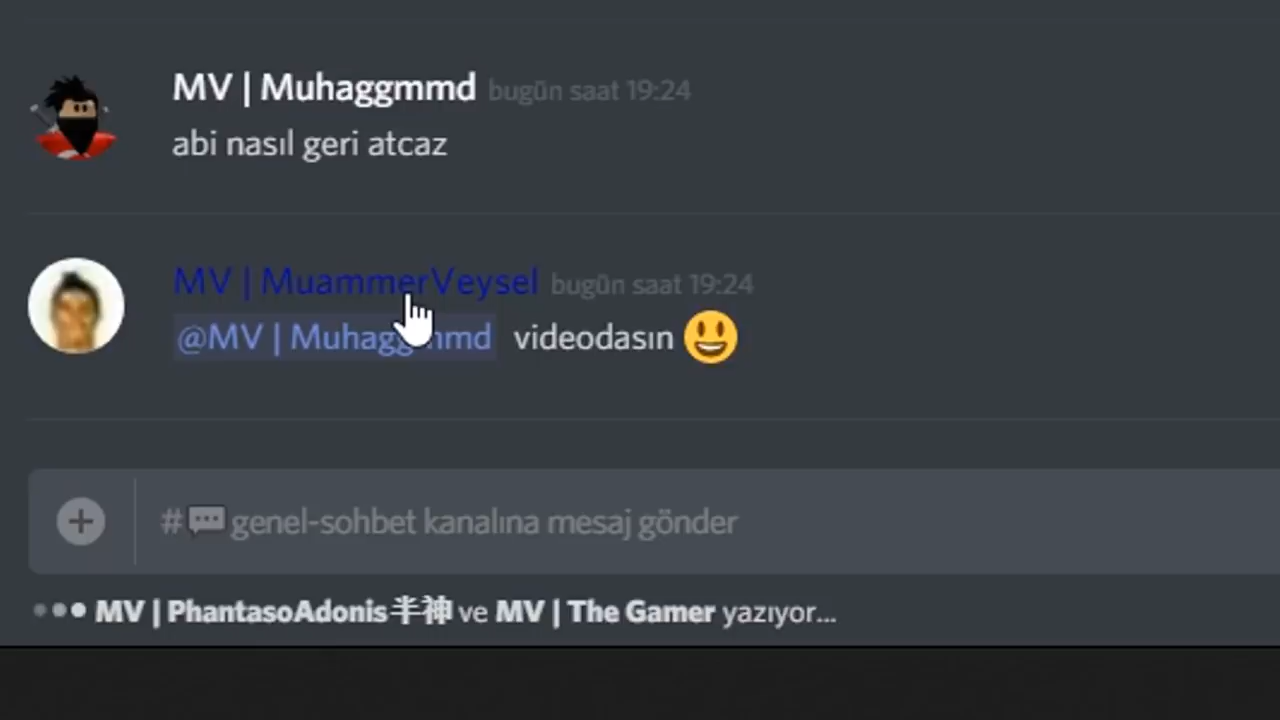 MV | Muhaggmmd bugün saat 19:24
abi nasıl geri atcaz
MV | MuammerVeysel bugün saat 19:24
@MV | Muhaggmmd videodasın 😃
#💬genel-sohbet kanalına mesaj gönder
MV | PhantasoAdonis半神 ve MV | The Gamer yazıyor...